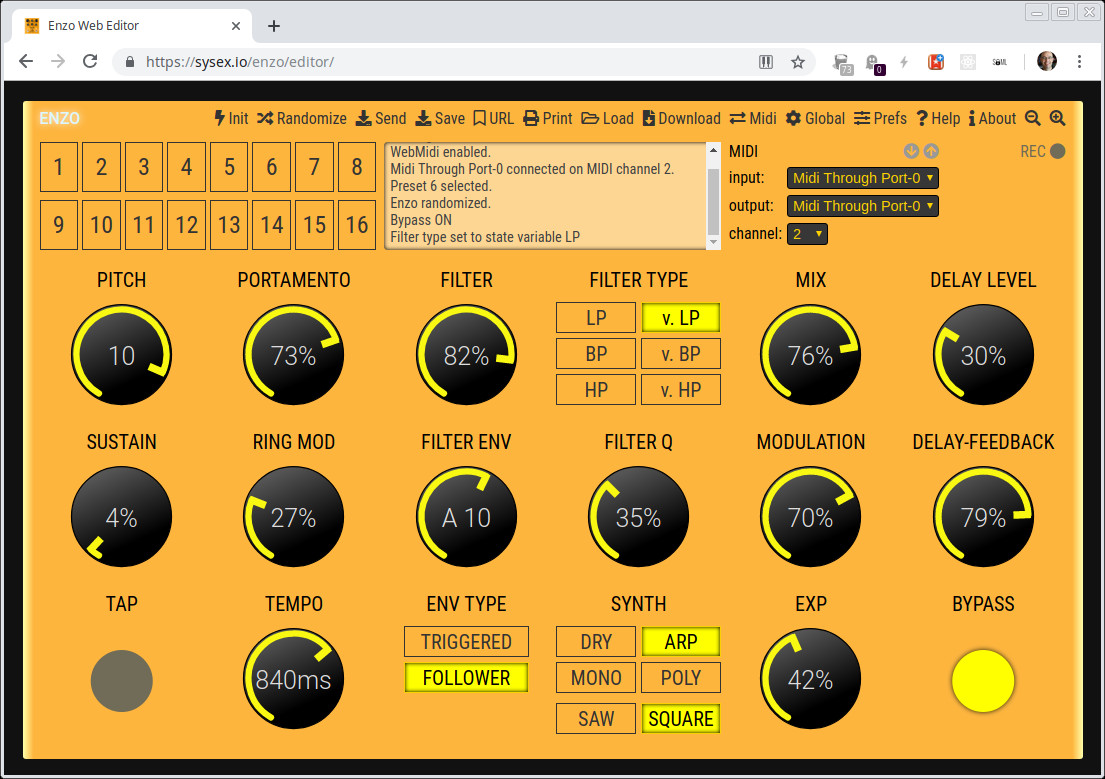 Enzo Web Editor
https://sysex.io/enzo/editor/
73
0
ENZO
Init Randomize Send Save URL Print Load Download Midi Global Prefs Help About
1 2 3 4 5 6 7 8
9 10 11 12 13 14 15 16
WebMidi enabled.
Midi Through Port-0 connected on MIDI channel 2.
Preset 6 selected.
Enzo randomized.
Bypass ON
Filter type set to state variable LP
MIDI
REC
input: Midi Through Port-0
output: Midi Through Port-0
channel: 2
PITCH PORTAMENTO FILTER FILTER TYPE MIX DELAY LEVEL
10 73% 82% 76% 30%
LP v. LP
BP v. BP
HP v. HP
SUSTAIN RING MOD FILTER ENV FILTER Q MODULATION DELAY-FEEDBACK
4% 27% A 10 35% 70% 79%
TAP TEMPO ENV TYPE SYNTH EXP BYPASS
840ms
TRIGGERED
FOLLOWER
DRY ARP
MONO POLY
SAW SQUARE
42%